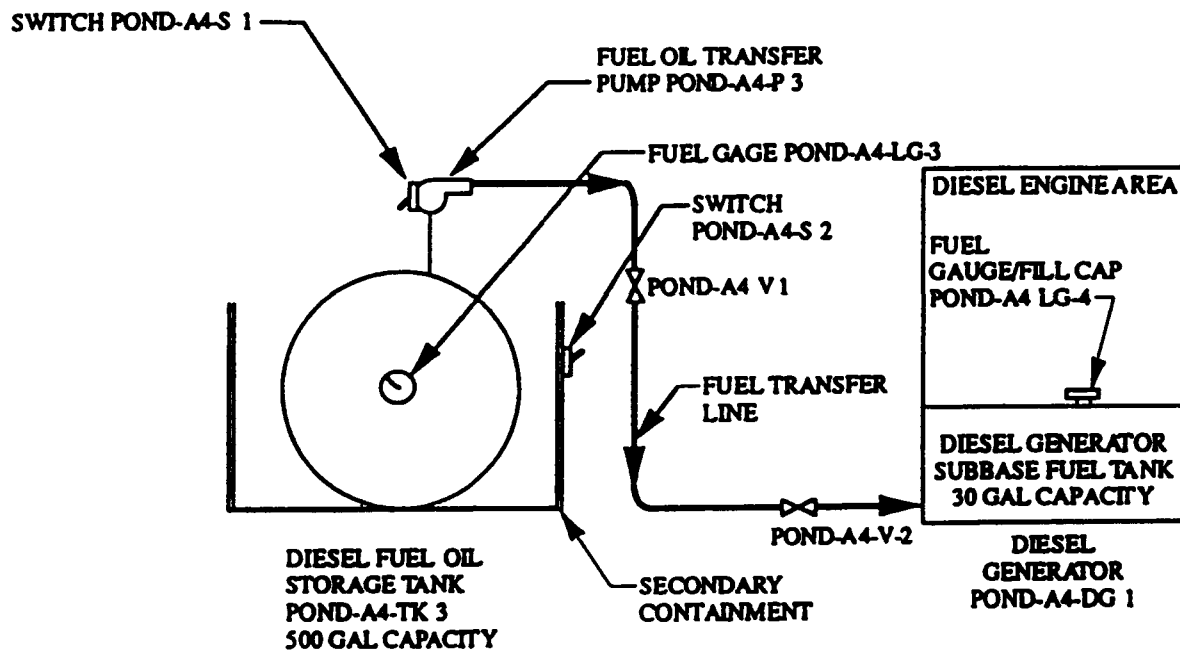 SWITCH POND-A4-S 1
FUEL OIL TRANSFER
PUMP POND-A4-P 3
FUEL GAGE POND-A4-LG-3
SWITCH
POND-A4-S 2
POND-A4 V 1
FUEL TRANSFER
LINE
DIESEL ENGINE AREA
FUEL
GAUGE/FILL CAP
POND-A4 LG-4
DIESEL GENERATOR
SUBBASE FUEL TANK
30 GAL CAPACITY
POND-A4-V-2
DIESEL
GENERATOR
POND-A4-DG 1
DIESEL FUEL OIL
STORAGE TANK
POND-A4-TK 3
500 GAL CAPACITY
SECONDARY
CONTAINMENT